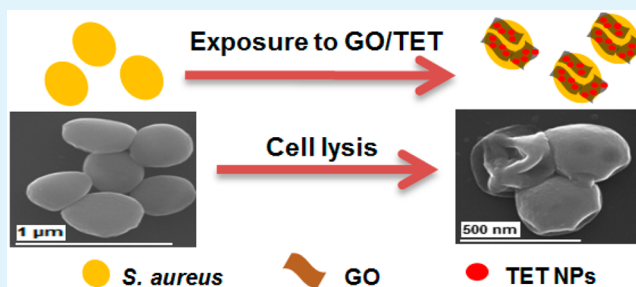 Exposure to GO/TET
Cell lysis
1 µm
500 nm
S. aureus
GO
TET NPs